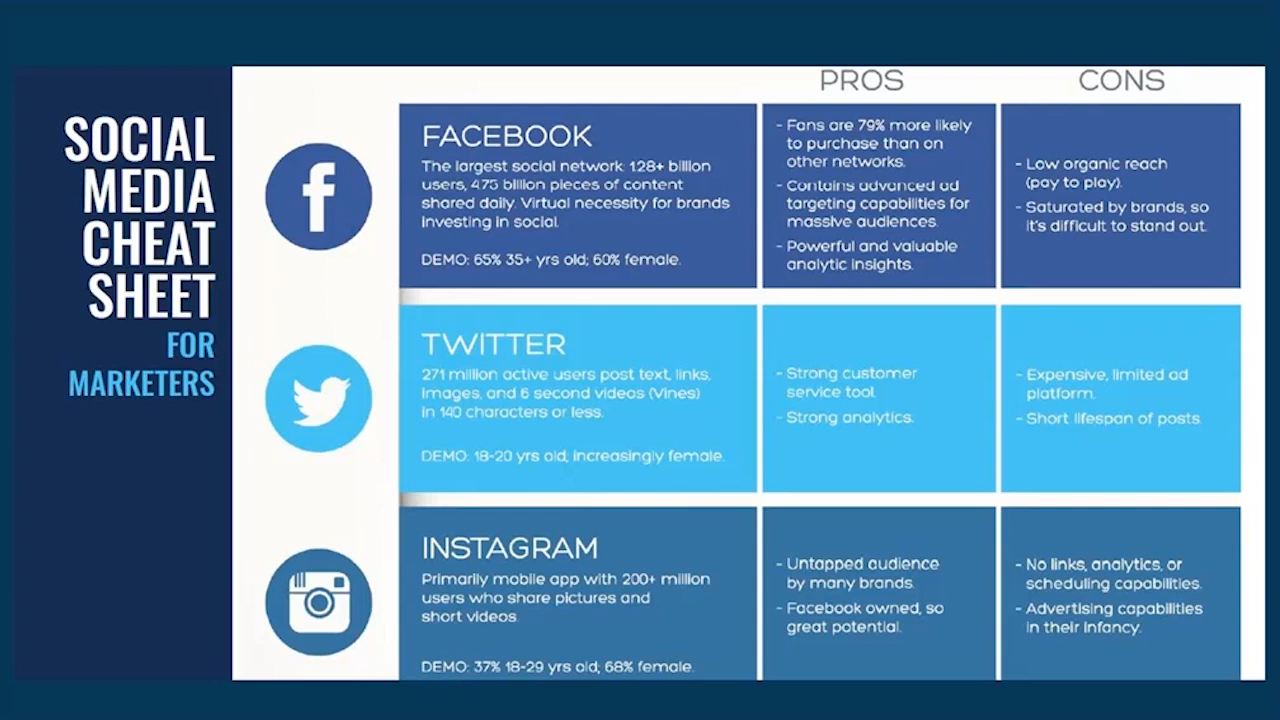 SOCIAL
MEDIA
CHEAT
SHEET
FOR
MARKETERS
PROS
CONS
FACEBOOK
The largest social network: 1.28+ billion
users, 4.75 billion pieces of content
shared daily. Virtual necessity for brands
investing in social.
DEMO: 65% 35+ yrs old; 60% female.
- Fans are 79% more likely
to purchase than on
other networks.
- Contains advanced ad
targeting capabilities for
massive audiences.
- Powerful and valuable
analytic insights.
- Low organic reach
(pay to play).
- Saturated by brands, so
it's difficult to stand out.
TWITTER
271 million active users post text, links,
images, and 6 second videos (Vines)
in 140 characters or less.
DEMO: 18-20 yrs old; increasingly female.
- Strong customer
service tool.
- Strong analytics.
- Expensive, limited ad
platform.
- Short lifespan of posts.
INSTAGRAM
Primarily mobile app with 200+ million
users who share pictures and
short videos.
DEMO: 37% 18-29 yrs old; 68% female.
- Untapped audience
by many brands.
- Facebook owned, so
great potential.
- No links, analytics, or
scheduling capabilities.
- Advertising capabilities
in their infancy.